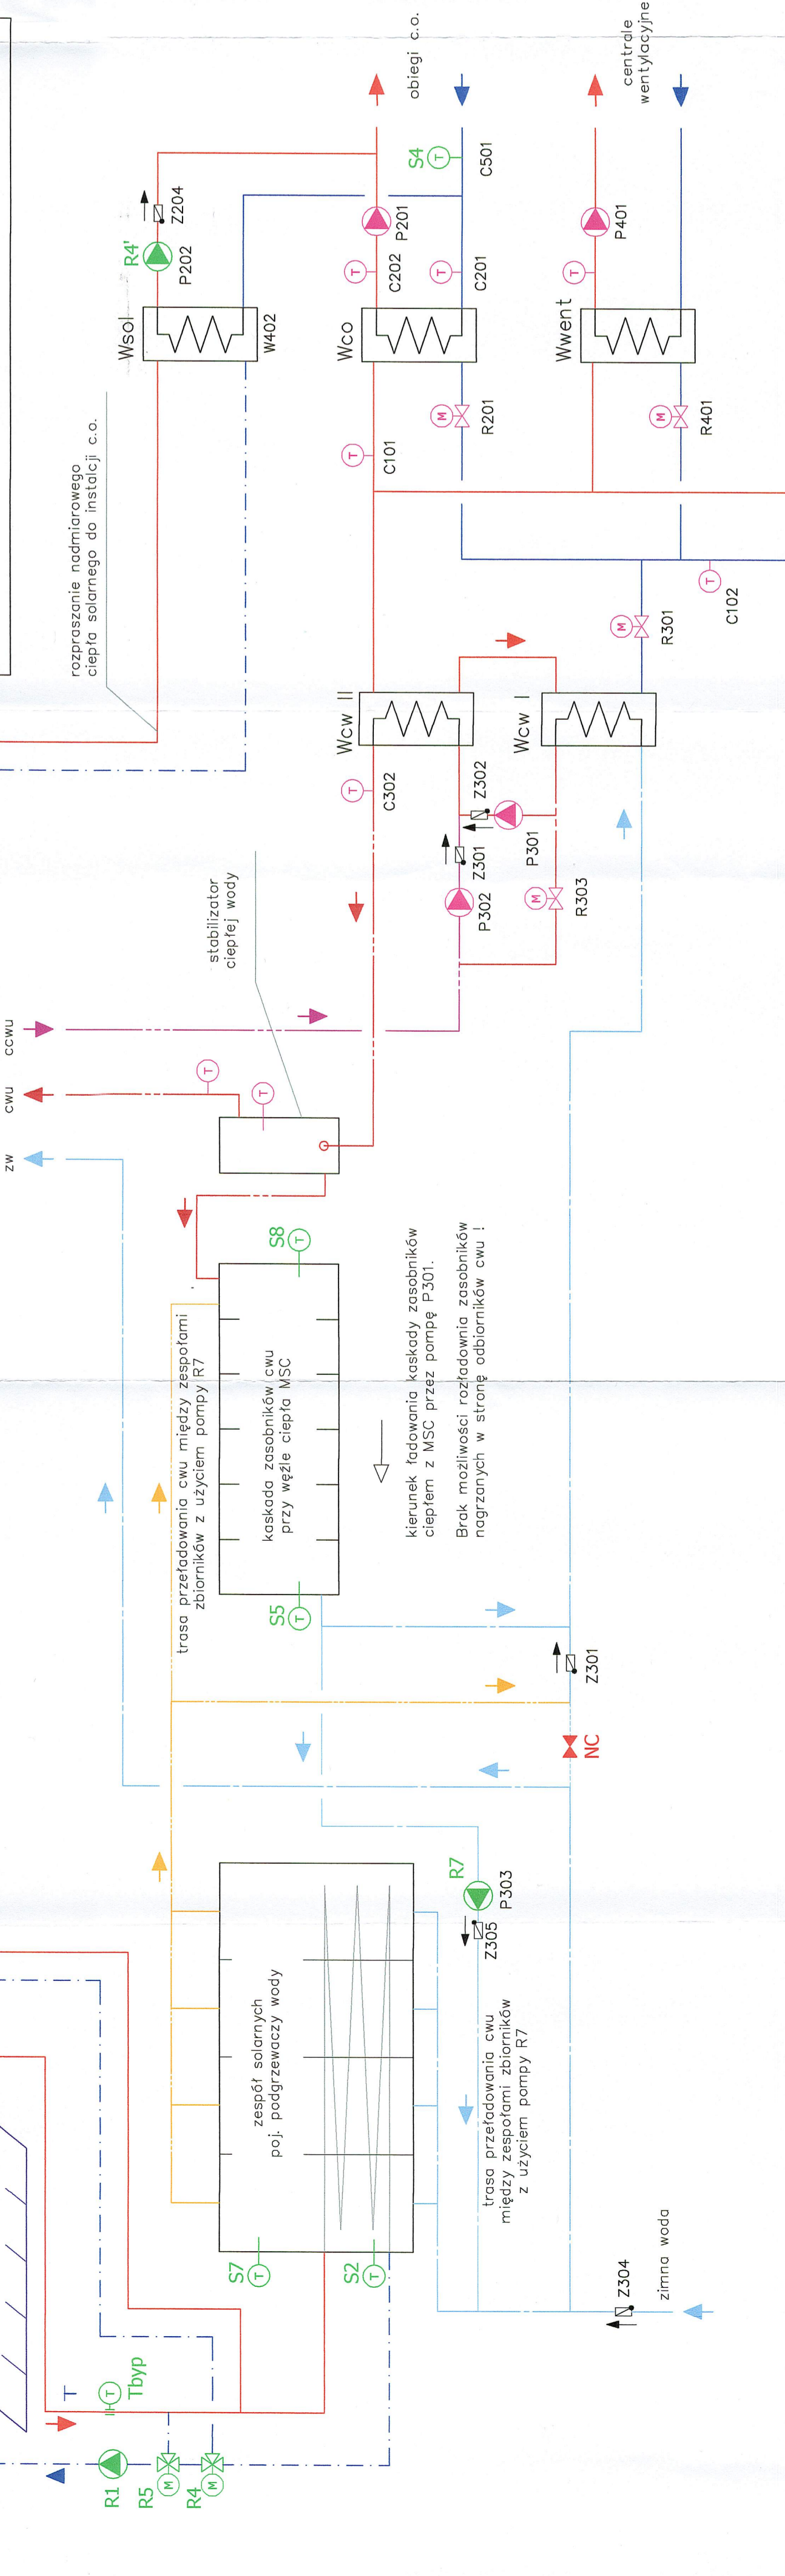 zw
cwu
ccwu
T
R1
Tbyp
R5
M
R4
M
T
rozpraszanie nadmiarowego
ciepła solarnego do instalcji c.o.
Wsol
R4'
P202
Z204
W402
trasa przeładowania cwu między zespołami
zbiorników z użyciem pompy R7
stabilizator
ciepłej wody
T
T
S7
T
zespół solarnych
poj. podgrzewaczy wody
S2
T
S5
T
kaskada zasobników cwu
przy węźle ciepła MSC
S8
T
Wcw II
T
C302
T
C101
Wco
T
C202
P201
S4
T
obiegi c.o.
T
C201
C501
M
R201
kierunek ładowania kaskady zasobników
ciepłem z MSC przez pompę P301.
Brak możliwości rozładownia zasobników
nagrzanych w stronę odbiorników cwu !
R7
P303
Z305
trasa przeładowania cwu
między zespołami zbiorników
z użyciem pompy R7
P302
Z301
Z302
P301
M
R303
Wcw I
Wwent
T
P401
centrale
wentylacyjne
M
R401
NC
Z301
M
R301
T
C102
Z304
zimna woda